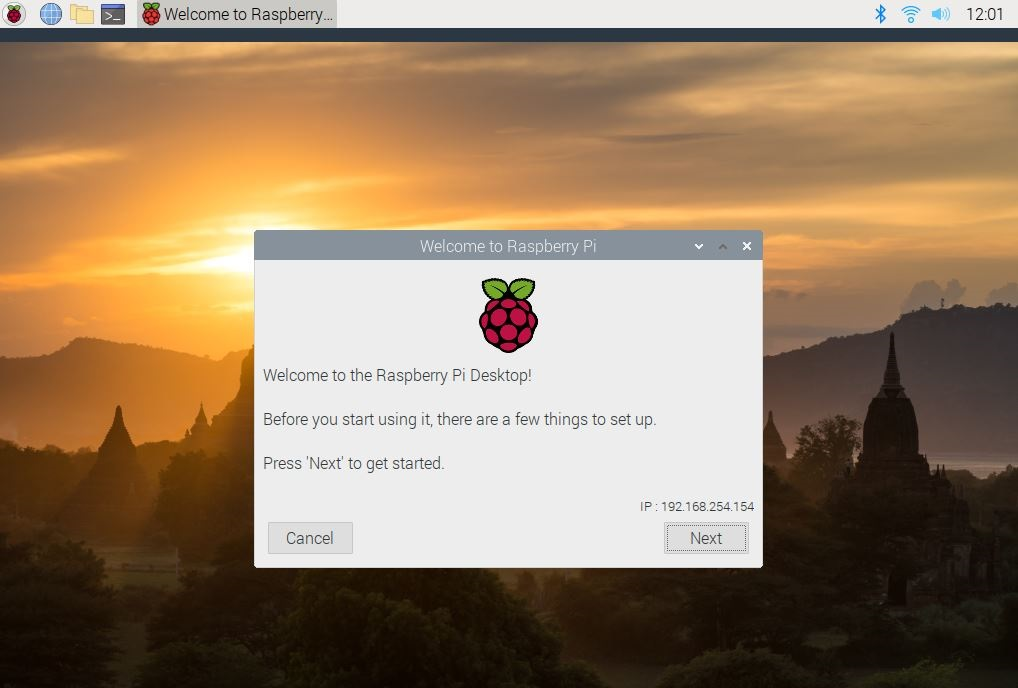 Welcome to Raspberry...
12:01
Welcome to Raspberry Pi
Welcome to the Raspberry Pi Desktop!
Before you start using it, there are a few things to set up.
Press 'Next' to get started.
IP : 192.168.254.154
Cancel
Next